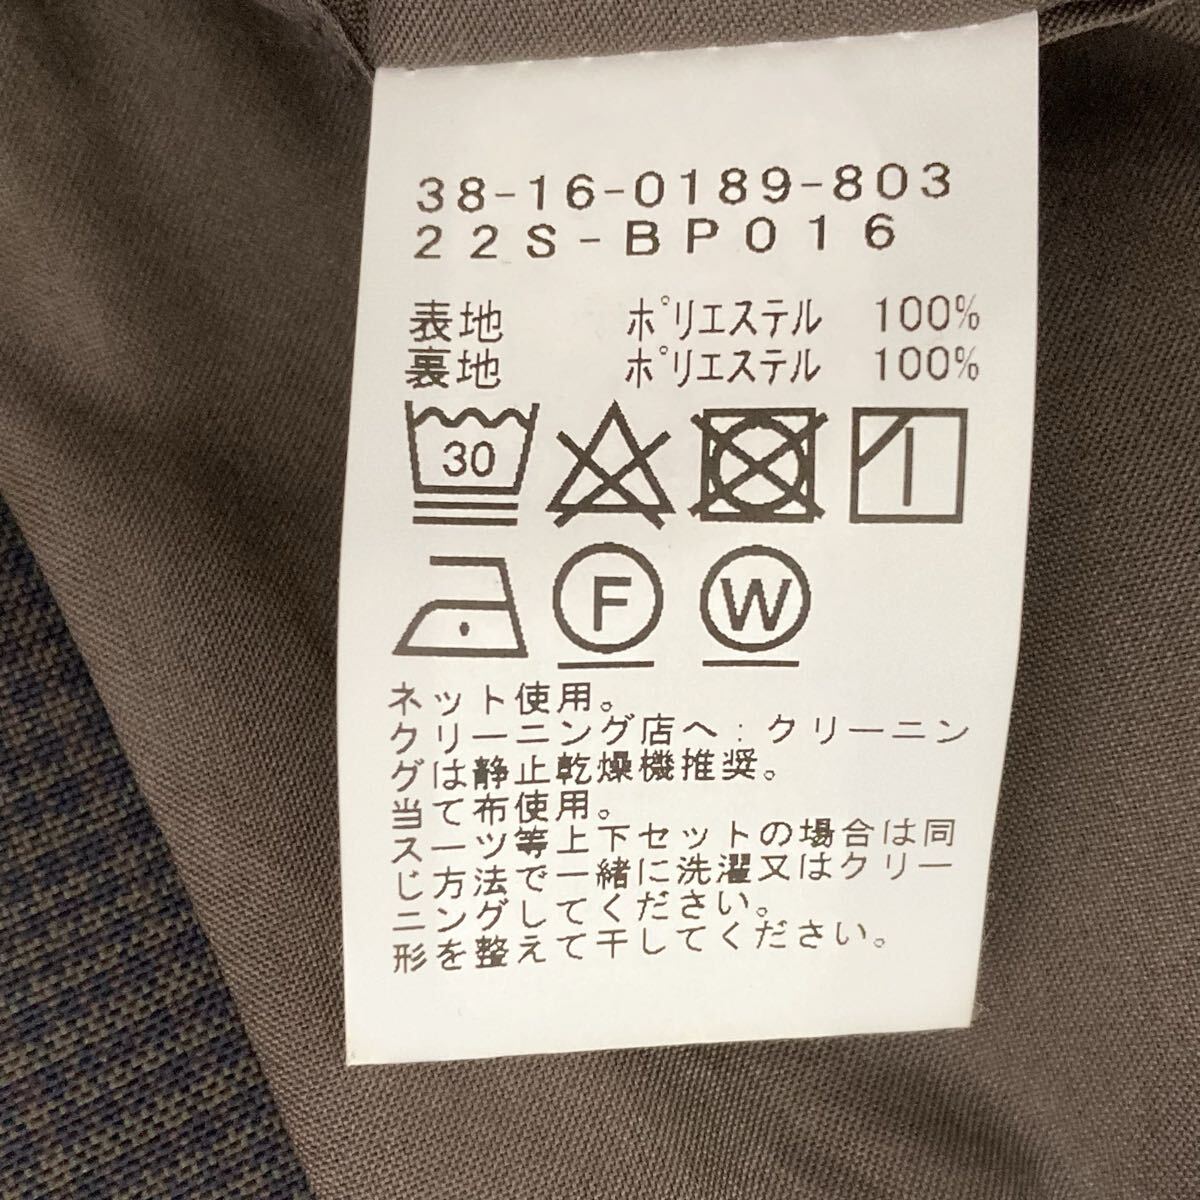 38-16-0189-803
22S-BP016
表地 ポリエステル 100%
裏地 ポリエステル 100%
30
F W
ネット使用。
クリーニング店へ:クリーニン
グは静止乾燥機推奨。
当て布使用。
スーツ等上下セットの場合は同
じ方法で一緒に洗濯又はクリー
ニングしてください。
形を整えて干してください。